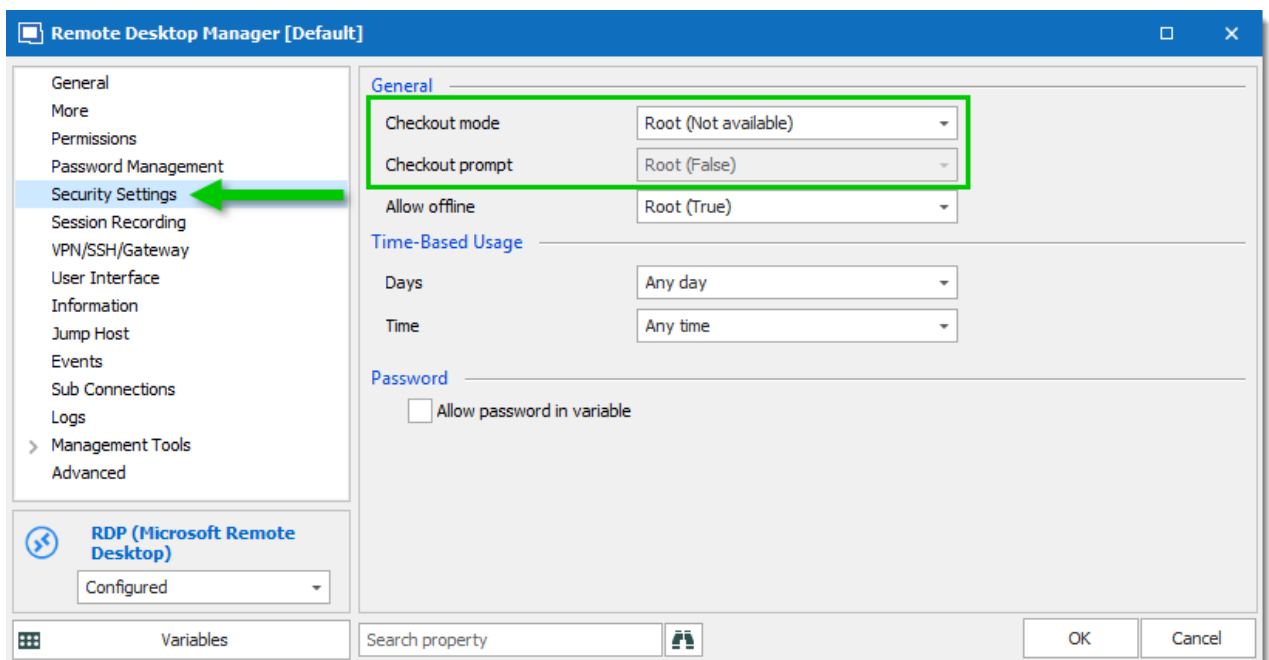 Remote Desktop Manager [Default]
General
More
Permissions
Password Management
Security Settings
Session Recording
VPN/SSH/Gateway
User Interface
Information
Jump Host
Events
Sub Connections
Logs
Management Tools
Advanced
RDP (Microsoft Remote
Desktop)
Configured
Variables
General
Checkout mode Root (Not available)
Checkout prompt Root (False)
Allow offline Root (True)
Time-Based Usage
Days Any day
Time Any time
Password
Allow password in variable
Search property
OK Cancel